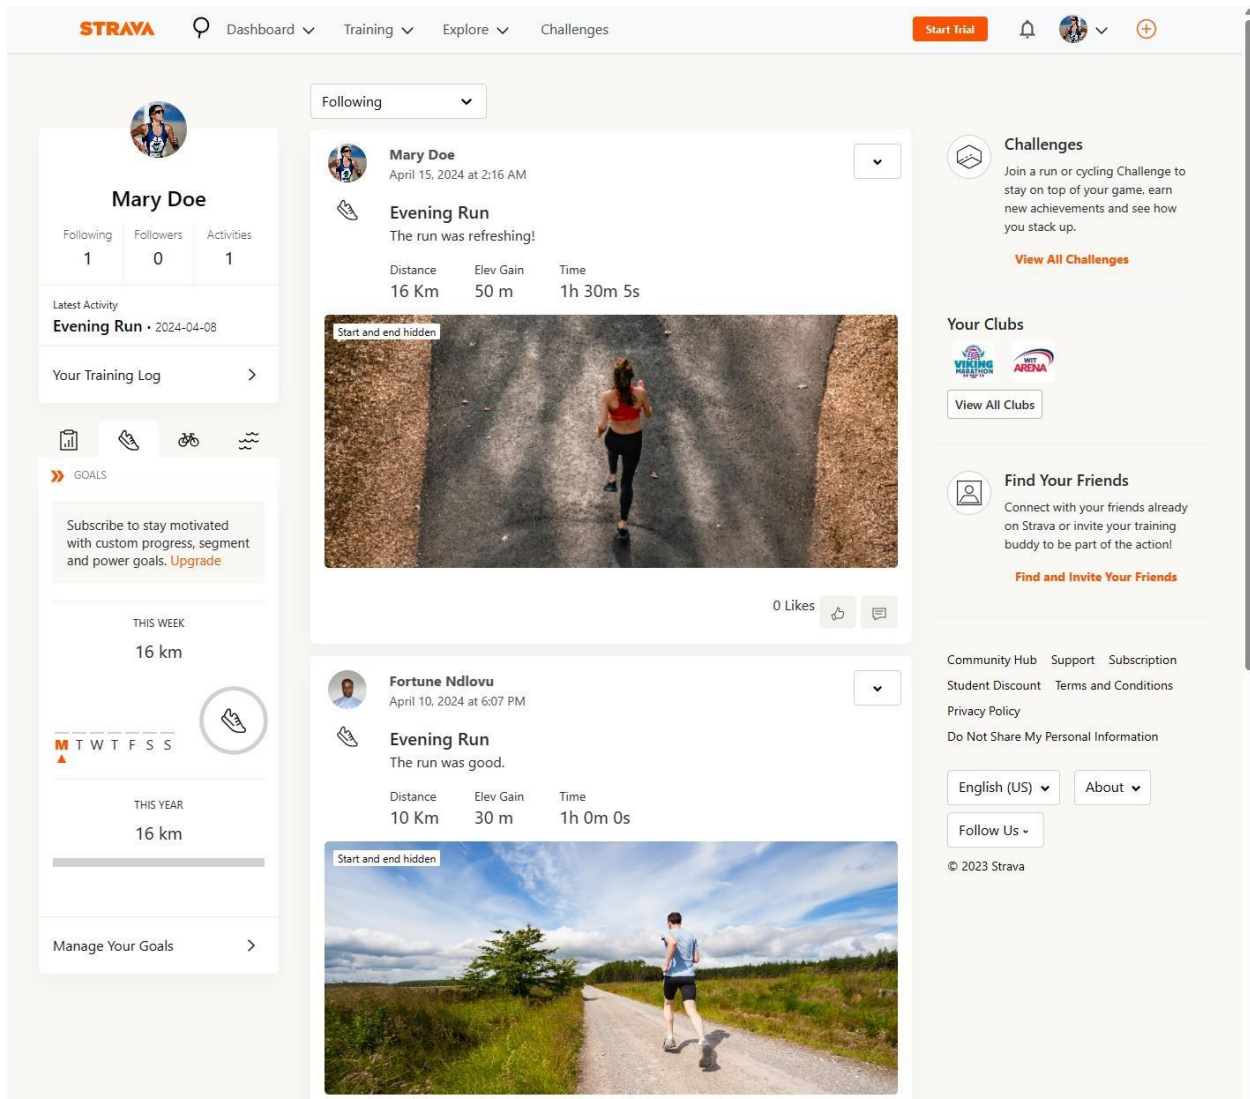 STRAVA
Dashboard
Training
Explore
Challenges
Start Trial
Mary Doe
Following Followers Activities
1 0 1
Latest Activity
Evening Run • 2024-04-08
Your Training Log
GOALS
Subscribe to stay motivated
with custom progress, segment
and power goals. Upgrade
THIS WEEK
16 km
M T W T F S S
THIS YEAR
16 km
Manage Your Goals
Following
Mary Doe
April 15, 2024 at 2:16 AM
Evening Run
The run was refreshing!
Distance Elev Gain Time
16 Km 50 m 1h 30m 5s
Start and end hidden
0 Likes
Fortune Ndlovu
April 10, 2024 at 6:07 PM
Evening Run
The run was good.
Distance Elev Gain Time
10 Km 30 m 1h 0m 0s
Start and end hidden
Challenges
Join a run or cycling Challenge to
stay on top of your game, earn
new achievements and see how
you stack up.
View All Challenges
Your Clubs
VIKING
MARATHON
WIT
ARENA
View All Clubs
Find Your Friends
Connect with your friends already
on Strava or invite your training
buddy to be part of the action!
Find and Invite Your Friends
Community Hub Support Subscription
Student Discount Terms and Conditions
Privacy Policy
Do Not Share My Personal Information
English (US) About
Follow Us
© 2023 Strava